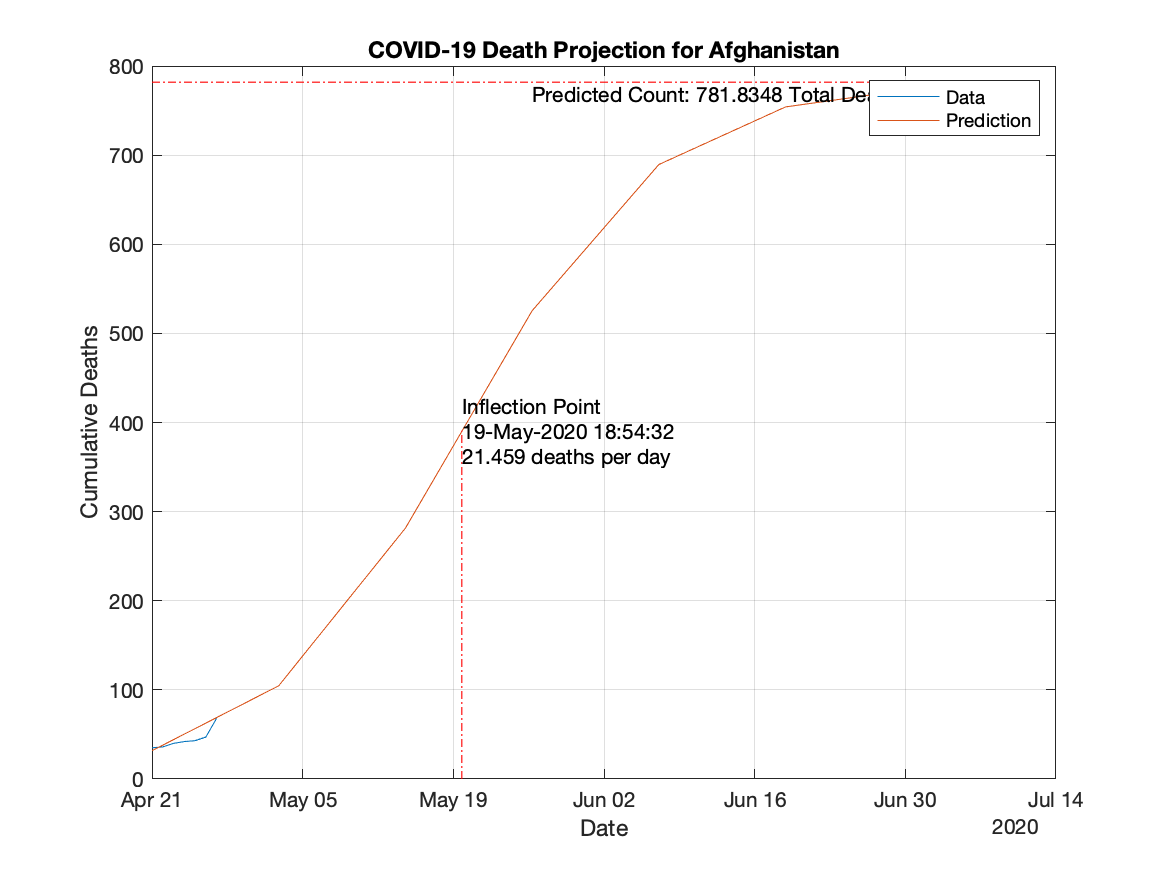 COVID-19 Death Projection for Afghanistan
800
Predicted Count: 781.8348 Total
Data
Prediction
700
600
500
Cumulative Deaths
400
Inflection Point
19-May-2020 18:54:32
21.459 deaths per day
300
200
100
0
Apr 21
May 05
May 19
Jun 02
Jun 16
Jun 30
Jul 14
Date
2020